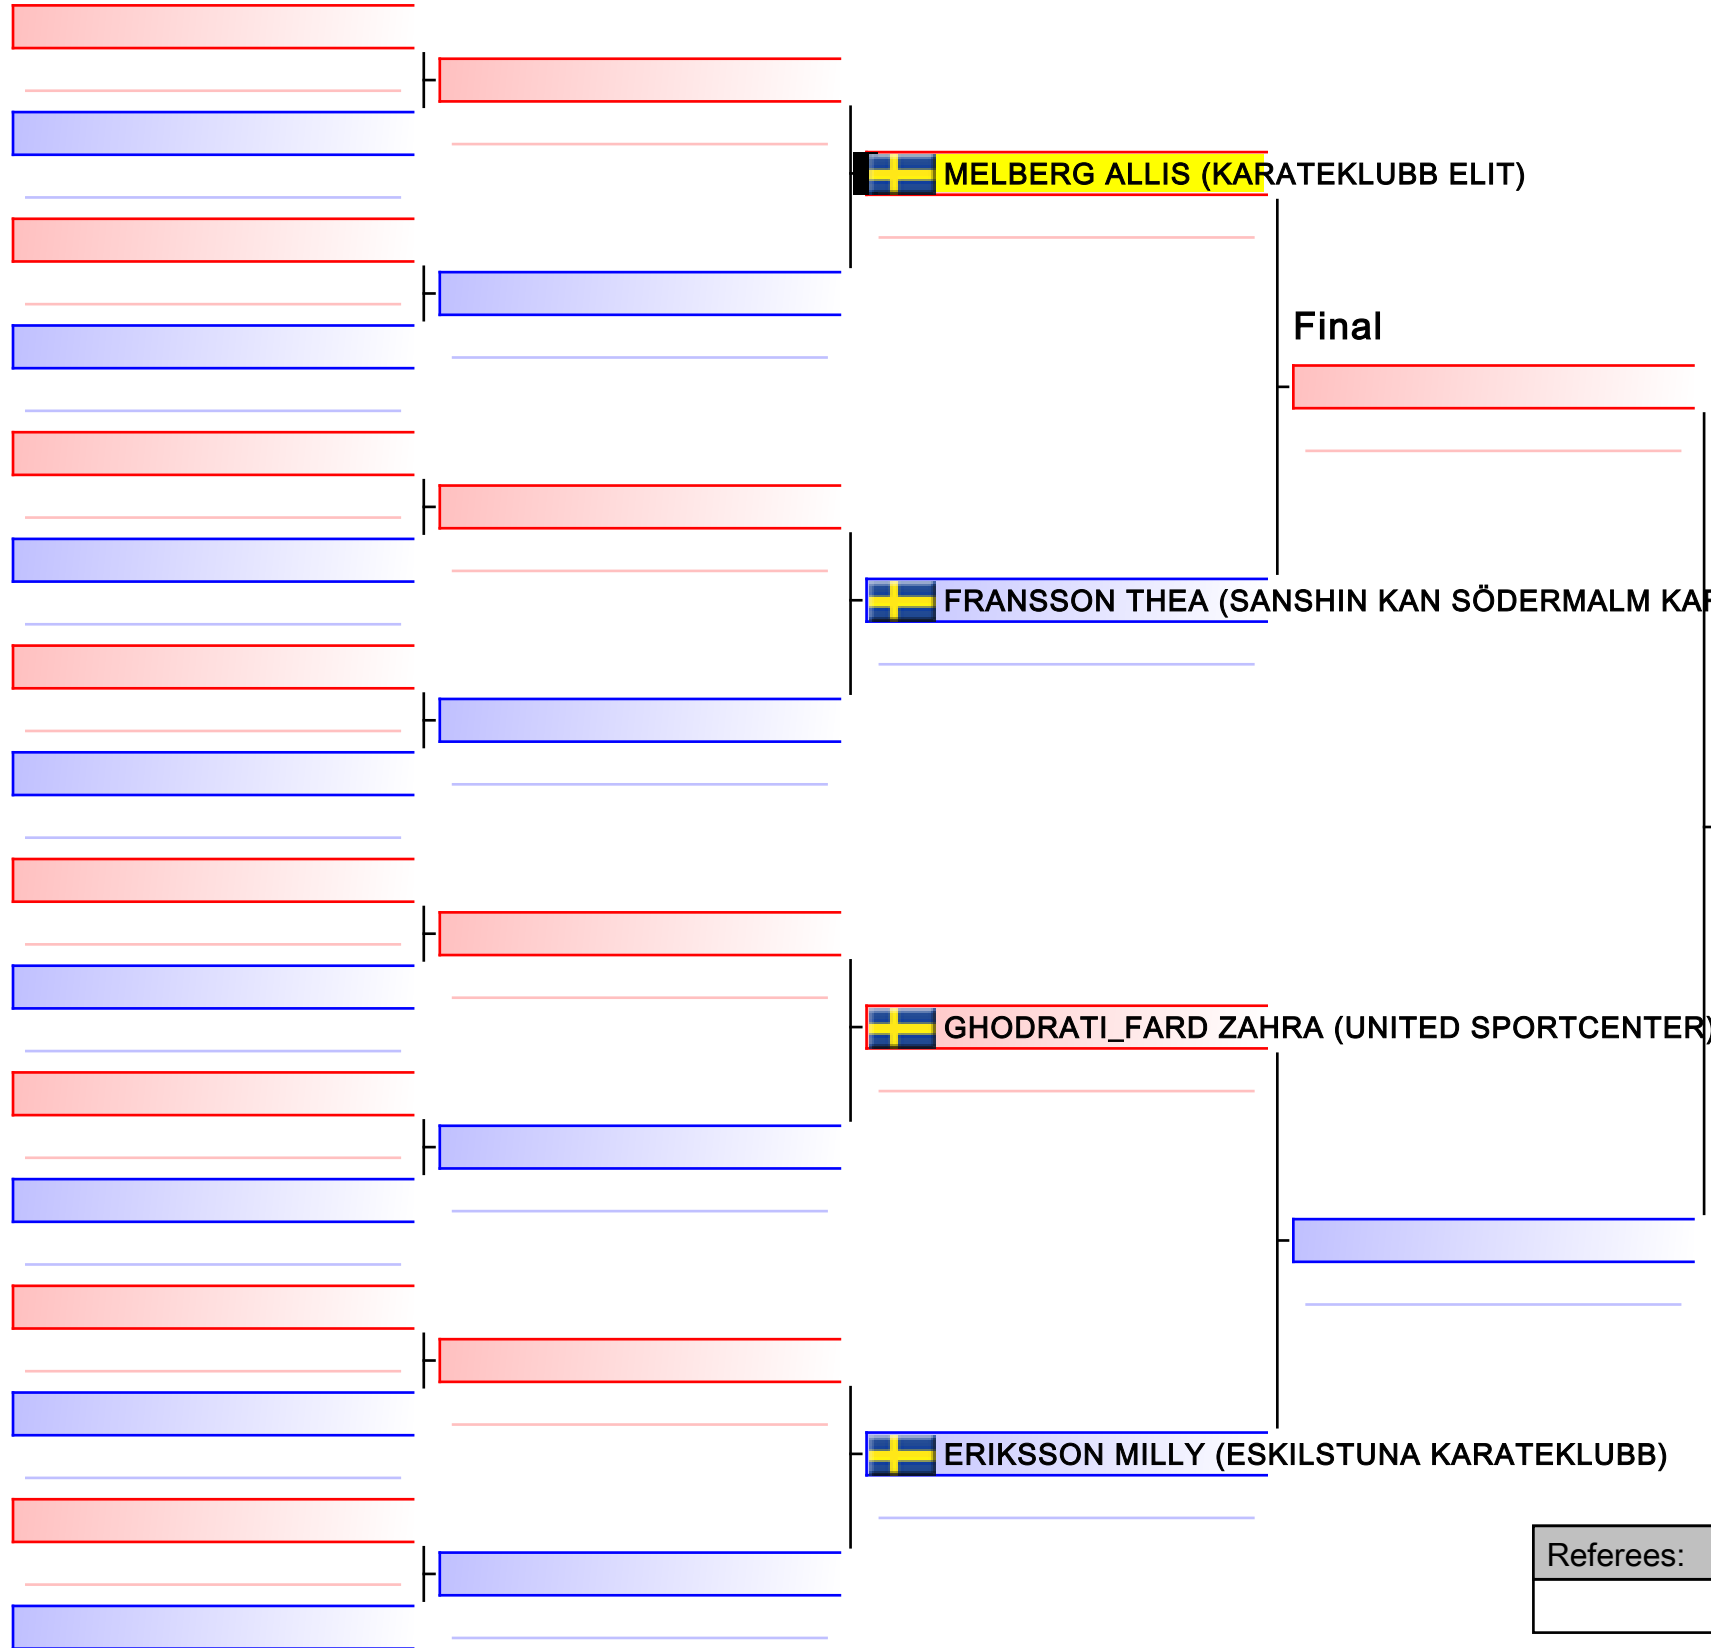 MELBERG ALLIS (KARATEKLUBB ELIT)
Final
FRANSSON THEA (SANSHIN KAN SÖDERMALM
GHODRATI_FARD ZAHRA (UNITED SPORTCENTER)
ERIKSSON MILLY (ESKILSTUNA KARATEKLUBB)
Referees: